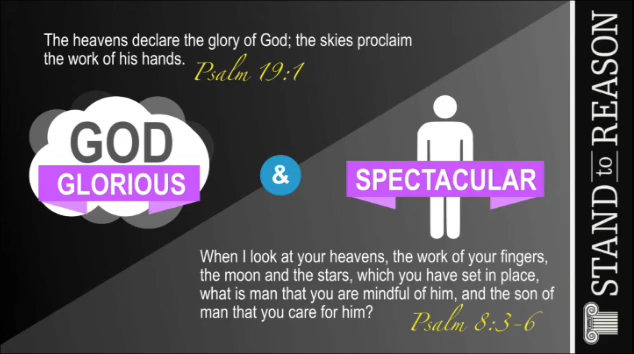 The heavens declare the glory of God; the skies proclaim
the work of his hands.
Psalm 19:1
GOD
GLORIOUS
&
SPECTACULAR
When I look at your heavens, the work of your fingers,
the moon and the stars, which you have set in place,
what is man that you are mindful of him, and the son of
man that you care for him?
Psalm 8:3-6
STAND to REASON